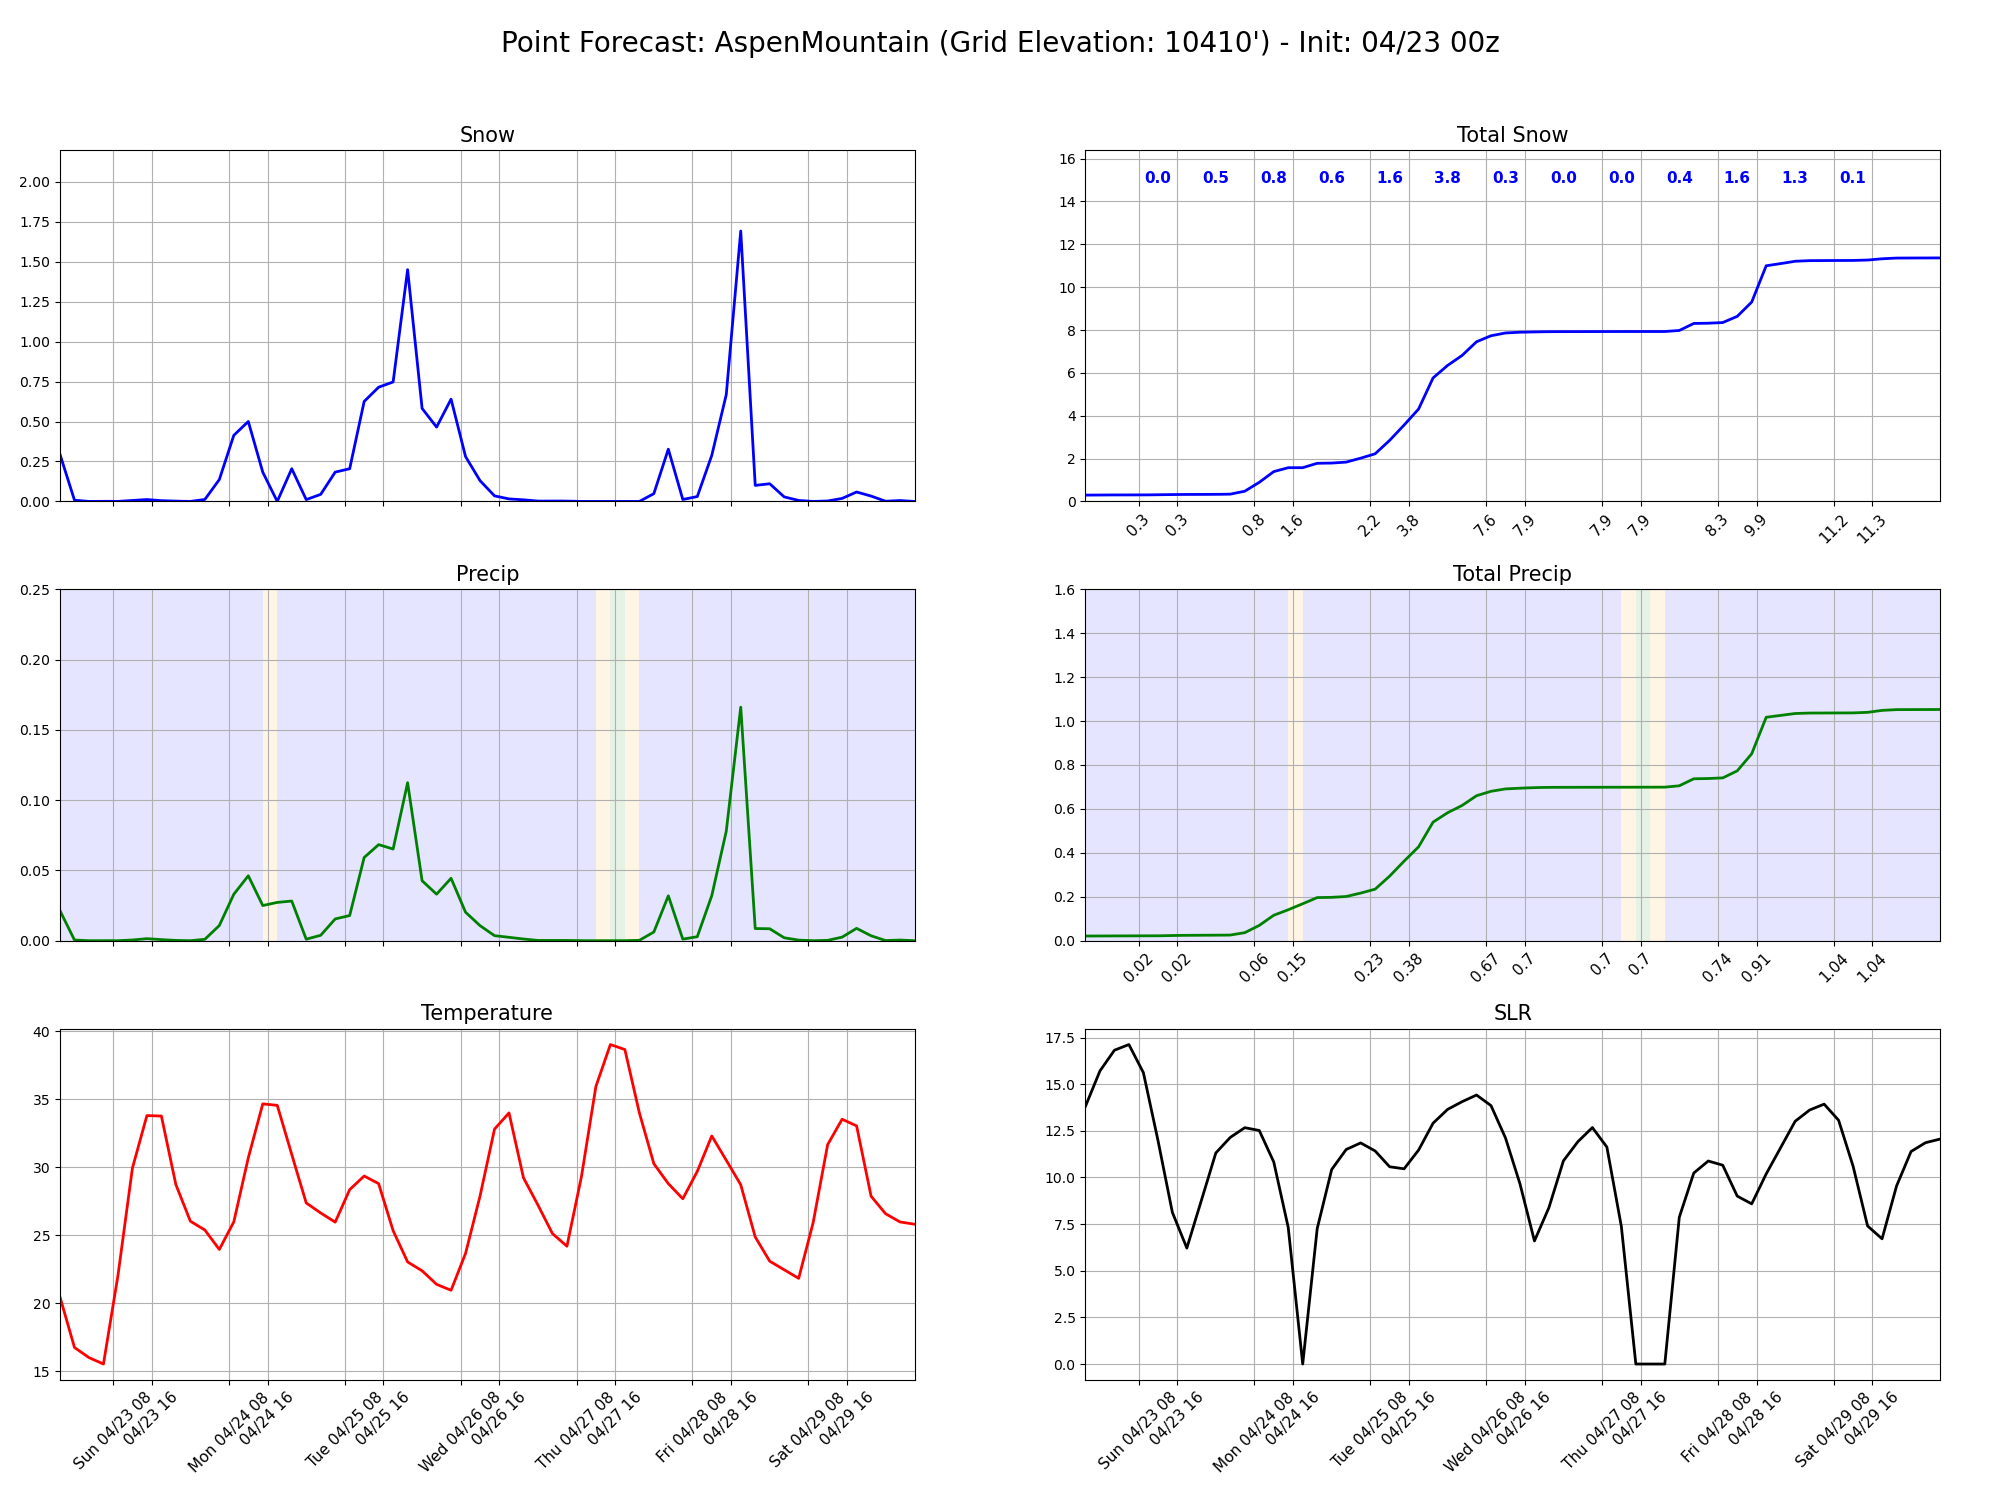 Point Forecast: AspenMountain (Grid Elevation: 10410') - Init: 04/23 00z
Snow
2.00
1.75
1.50
1.25
1.00
0.75
0.50
0.25
0.00
Total Snow
16
14
12
10
8
6
4
2
0
0.0 0.5 0.8 0.6 1.6 3.8 0.3 0.0 0.0 0.4 1.6 1.3 0.1
0.3 0.3 0.8 1.6 2.2 3.8 7.6 7.9 7.9 7.9 8.3 9.9 11.2 11.3
Precip
0.25
0.20
0.15
0.10
0.05
0.00
Total Precip
1.6
1.4
1.2
1.0
0.8
0.6
0.4
0.2
0.0
0.02 0.02 0.06 0.15 0.23 0.38 0.67 0.7 0.7 0.7 0.74 0.91 1.04 1.04
Temperature
40
35
30
25
20
15
Sun 04/23 08
04/23 16
Mon 04/24 08
04/24 16
Tue 04/25 08
04/25 16
Wed 04/26 08
04/26 16
Thu 04/27 08
04/27 16
Fri 04/28 08
04/28 16
Sat 04/29 08
04/29 16
SLR
17.5
15.0
12.5
10.0
7.5
5.0
2.5
0.0
Sun 04/23 08
04/23 16
Mon 04/24 08
04/24 16
Tue 04/25 08
04/25 16
Wed 04/26 08
04/26 16
Thu 04/27 08
04/27 16
Fri 04/28 08
04/28 16
Sat 04/29 08
04/29 16